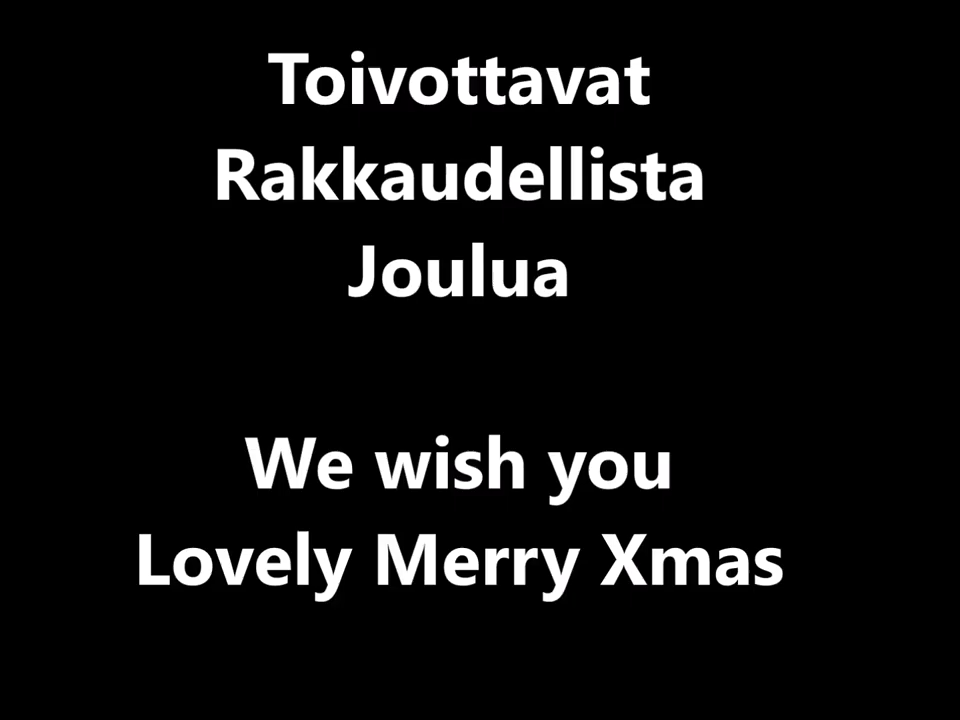 Toivottavat
Rakkaudellista
Joulua
We wish you
Lovely Merry Xmas